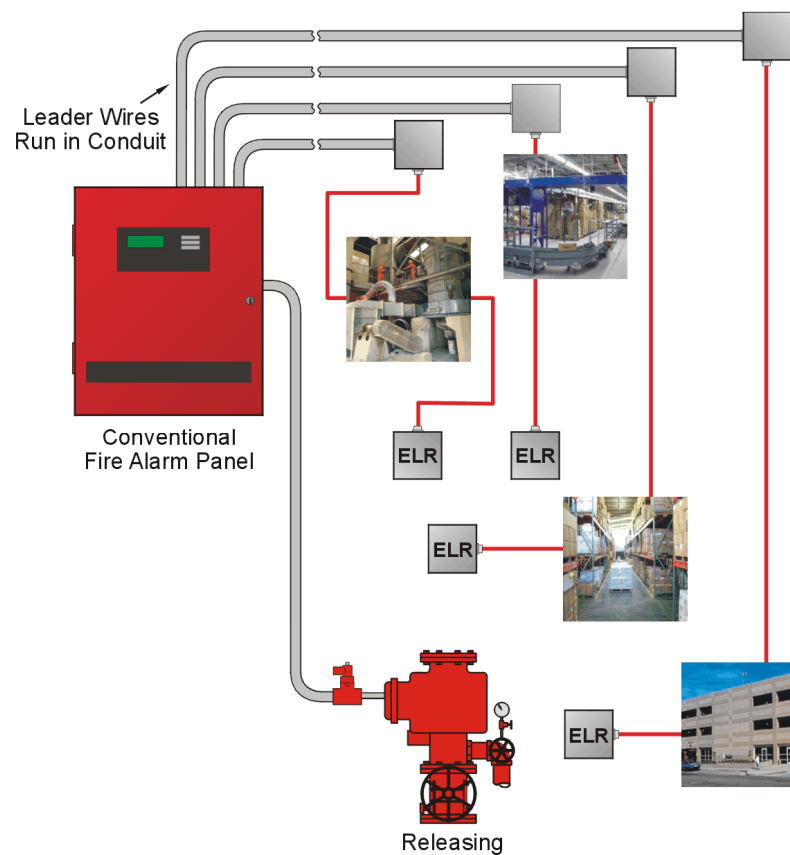 Leader Wires
Run in Conduit
Conventional
Fire Alarm Panel
ELR
ELR
ELR
ELR
Releasing